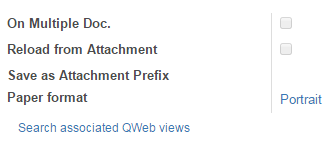 On Multiple Doc.
Reload from Attachment
Save as Attachment Prefix
Paper format Portrait
Search associated QWeb views